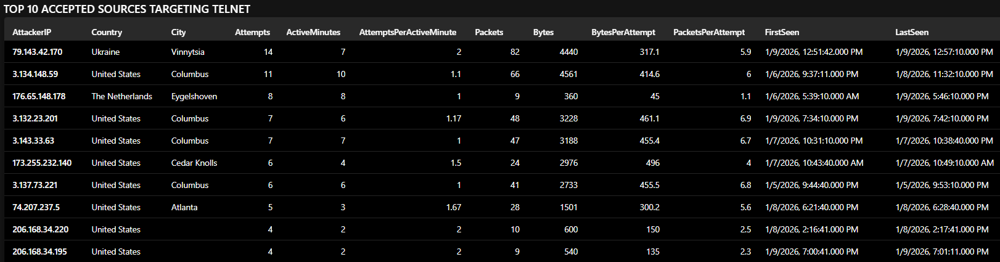 TOP 10 ACCEPTED SOURCES TARGETING TELNET
AttackerIP Country City Attempts ActiveMinutes AttemptsPerActiveMinute Packets Bytes BytesPerAttempt PacketsPerAttempt FirstSeen LastSeen
79.143.42.170 Ukraine Vinnytsia 14 7 2 82 4440 317.1 5.9 1/9/2026, 12:51:42.000 PM 1/9/2026, 12:57:10.000 PM
3.134.148.59 United States Columbus 11 10 1.1 66 4561 414.6 6 1/6/2026, 9:37:11.000 PM 1/8/2026, 11:32:10.000 PM
176.65.148.178 The Netherlands Eygelshoven 8 8 1 9 360 45 1.1 1/6/2026, 5:39:10.000 AM 1/9/2026, 5:46:10.000 PM
3.132.23.201 United States Columbus 7 6 1.17 48 3228 461.1 6.9 1/9/2026, 7:34:10.000 PM 1/9/2026, 7:42:10.000 PM
3.143.33.63 United States Columbus 7 7 1 47 3188 455.4 6.7 1/7/2026, 10:31:10.000 PM 1/7/2026, 10:38:40.000 PM
173.255.232.140 United States Cedar Knolls 6 4 1.5 24 2976 496 4 1/7/2026, 10:43:40.000 AM 1/7/2026, 10:49:10.000 AM
3.137.73.221 United States Columbus 6 6 1 41 2733 455.5 6.8 1/5/2026, 9:44:40.000 PM 1/5/2026, 9:53:10.000 PM
74.207.237.5 United States Atlanta 5 3 1.67 28 1501 300.2 5.6 1/8/2026, 6:21:40.000 PM 1/8/2026, 6:28:40.000 PM
206.168.34.220 United States 4 2 2 10 600 150 2.5 1/8/2026, 2:16:41.000 PM 1/8/2026, 2:17:41.000 PM
206.168.34.195 United States 4 2 2 9 540 135 2.3 1/9/2026, 7:00:41.000 PM 1/9/2026, 7:01:11.000 PM